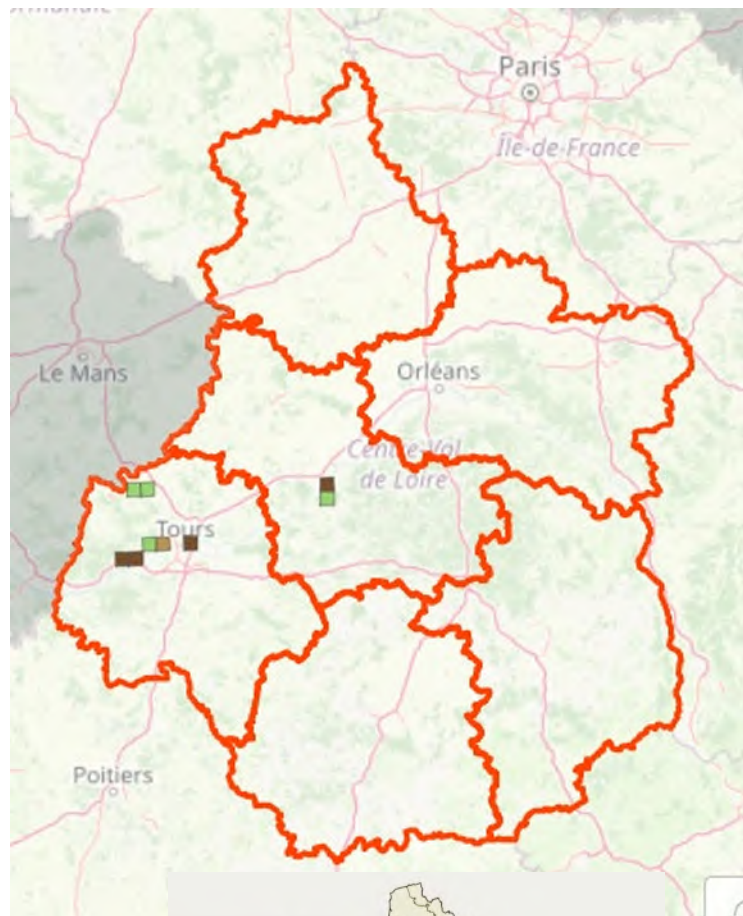 Paris
Île-de-France
Le Mans
Orléans
Centre-Val
de Loire
Tours
Poitiers